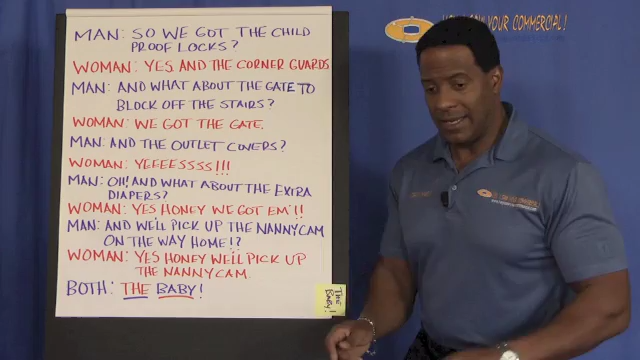 MAN: SO WE GOT THE CHILD
PROOF LOCKS?
WOMAN: YES AND THE CORNER GUARDS
MAN: AND WHAT ABOUT THE GATE TO
BLOCK OFF THE STAIRS?
WOMAN: WE GOT THE GATE.
MAN: AND THE OUTLET COVERS?
WOMAN: YEEEESSSS!!!
MAN: OH! AND WHAT ABOUT THE EXTRA
DIAPERS?
WOMAN: YES HONEY WE GOT EM'!!
MAN: AND WE'LL PICK UP THE NANNYCAM
ON THE WAY HOME!?
WOMAN: YES HONEY WE'LL PICK UP
THE NANNYCAM.
BOTH: THE BABY!
THE
BABY!
YOUR COMMERCIAL!